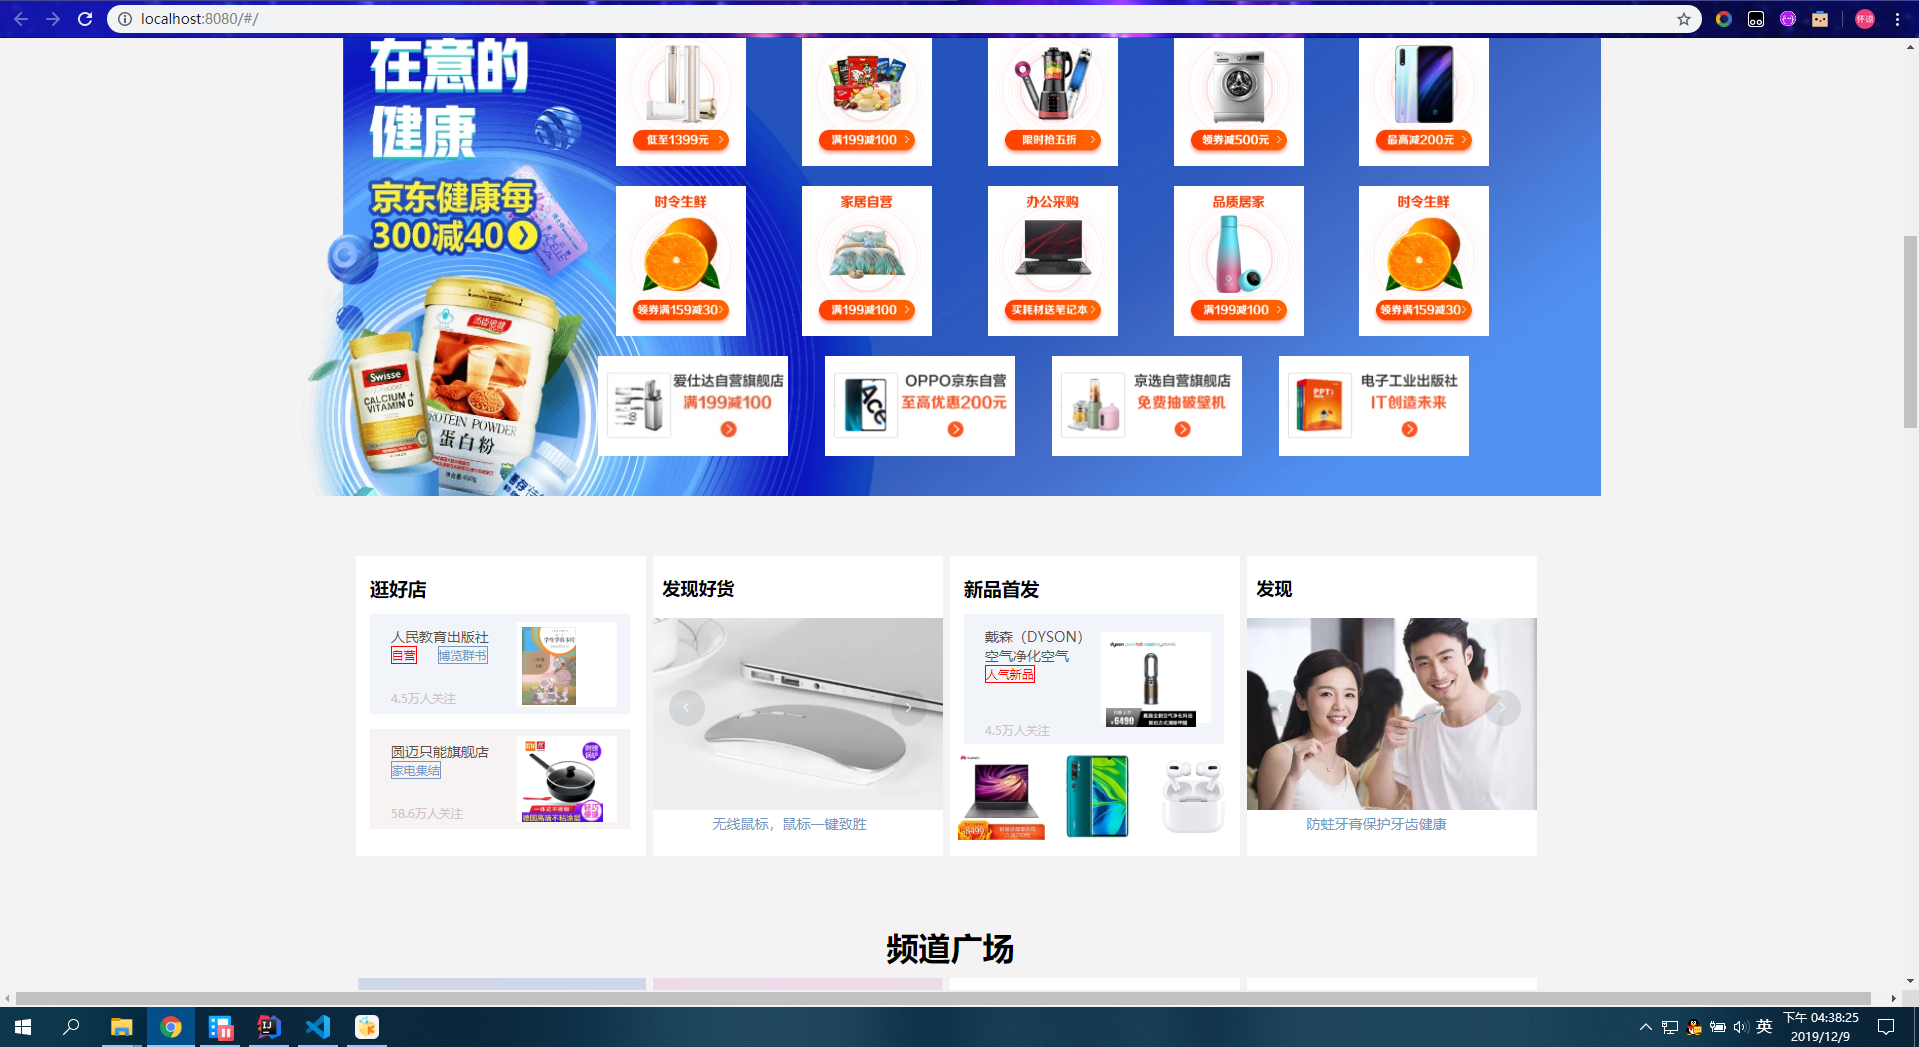 localhost:8080/#/
怀谅
在意的
健康
京东健康每
300减40
低至1399元
满199减100
限时抢五折
领券减500元
最高减200元
时令生鲜
家居自营
办公采购
品质居家
时令生鲜
领券满159减30
满199减100
买耗材送笔记本
满199减100
领券满159减30
Swisse
CALCIUM +
VITAMIN D
PROTEIN POWDER
蛋白粉
爱仕达自营旗舰店
满199减100
OPPO京东自营
至高优惠200元
京选自营旗舰店
免费抽破壁机
电子工业出版社
IT创造未来
逛好店
发现好货
新品首发
发现
人民教育出版社
自营
博览群书
4.5万人关注
圆迈只能旗舰店
家电集结
58.6万人关注
无线鼠标，鼠标一键致胜
戴森（DYSON）
空气净化空气
人气新品
4.5万人关注
6490
8499
防蛀牙膏保护牙齿健康
频道广场
英
下午 04:38:25
2019/12/9